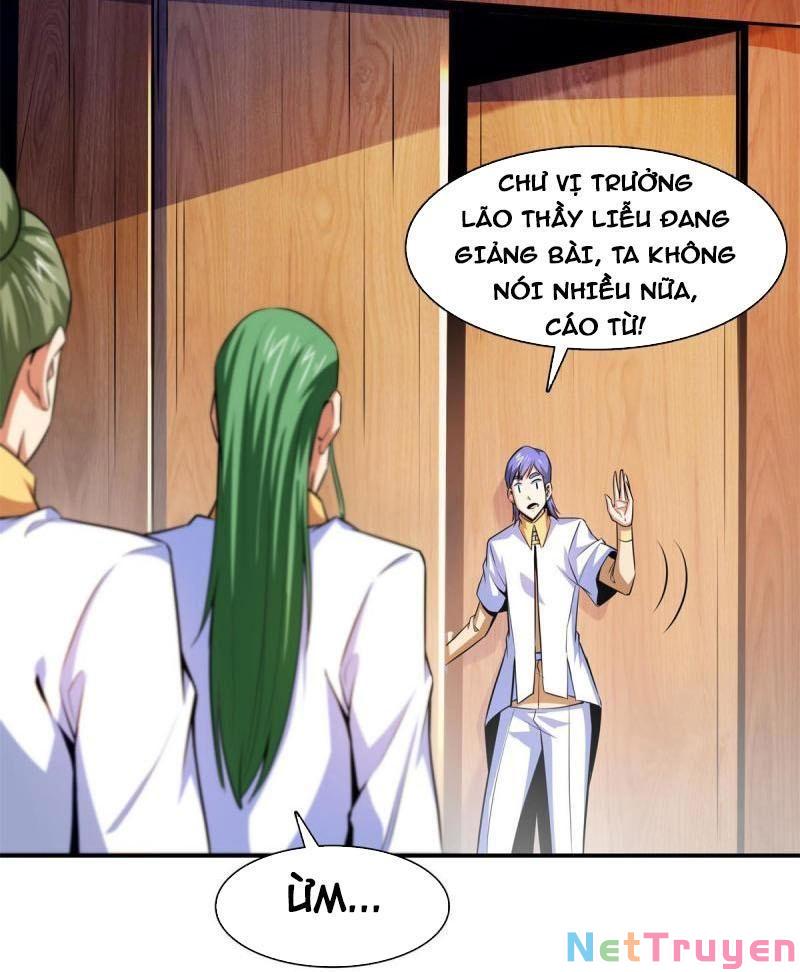 CHƯ VỊ TRƯỞNG
LÃO THẦY LIỄU ĐANG
GIẢNG BÀI, TA KHÔNG
NÓI NHIỀU NỮA,
CÁO TỪ!
ỪM...
NetTruyen